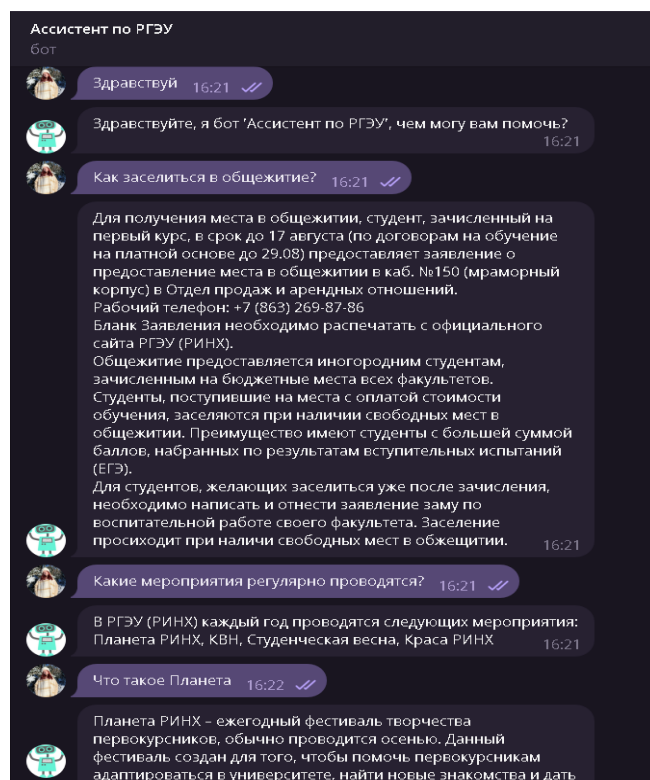 Ассистент по РГЭУ
бот
Здравствуй 16:21
Здравствуйте, я бот 'Ассистент по РГЭУ', чем могу вам помочь?
16:21
Как заселиться в общежитие? 16:21
Для получения места в общежитии, студент, зачисленный на
первый курс, в срок до 17 августа (по договорам на обучение
на платной основе до 29.08) предоставляет заявление о
предоставление места в общежитии в каб. №150 (мраморный
корпус) в Отдел продаж и арендных отношений.
Рабочий телефон: +7 (863) 269-87-86
Бланк Заявления необходимо распечатать с официального
сайта РГЭУ (РИНХ).
Общежитие предоставляется иногородним студентам,
зачисленным на бюджетные места всех факультетов.
Студенты, поступившие на места с оплатой стоимости
обучения, заселяются при наличии свободных мест в
общежитии. Преимущество имеют студенты с большей суммой
баллов, набранных по результатам вступительных испытаний
(ЕГЭ).
Для студентов, желающих заселиться уже после зачисления,
необходимо написать и отнести заявление заму по
воспитательной работе своего факультета. Заселение
просиходит при наличи свободных мест в обжещитии. 16:21
Какие мероприятия регулярно проводятся? 16:21
В РГЭУ (РИНХ) каждый год проводятся следующих мероприятия:
Планета РИНХ, КВН, Студенческая весна, Краса РИНХ 16:21
Что такое Планета 16:22
Планета РИНХ – ежегодный фестиваль творчества
первокурсников, обычно проводится осенью. Данный
фестиваль создан для того, чтобы помочь первокурсникам
адаптироваться в университете, найти новые знакомства и дать